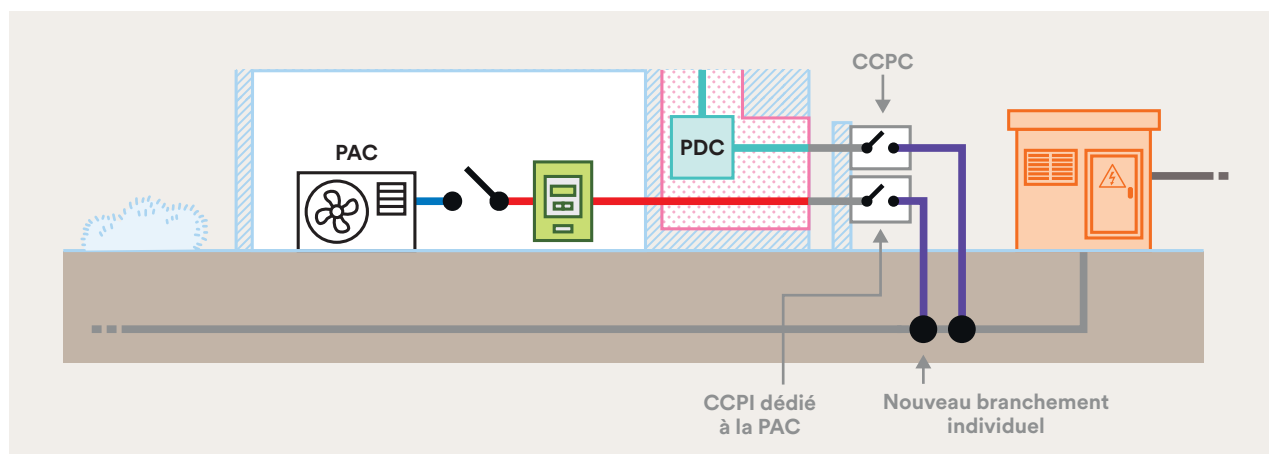 CCPC
PAC
PDC
CCPI dédié
à la PAC
Nouveau branchement
individuel